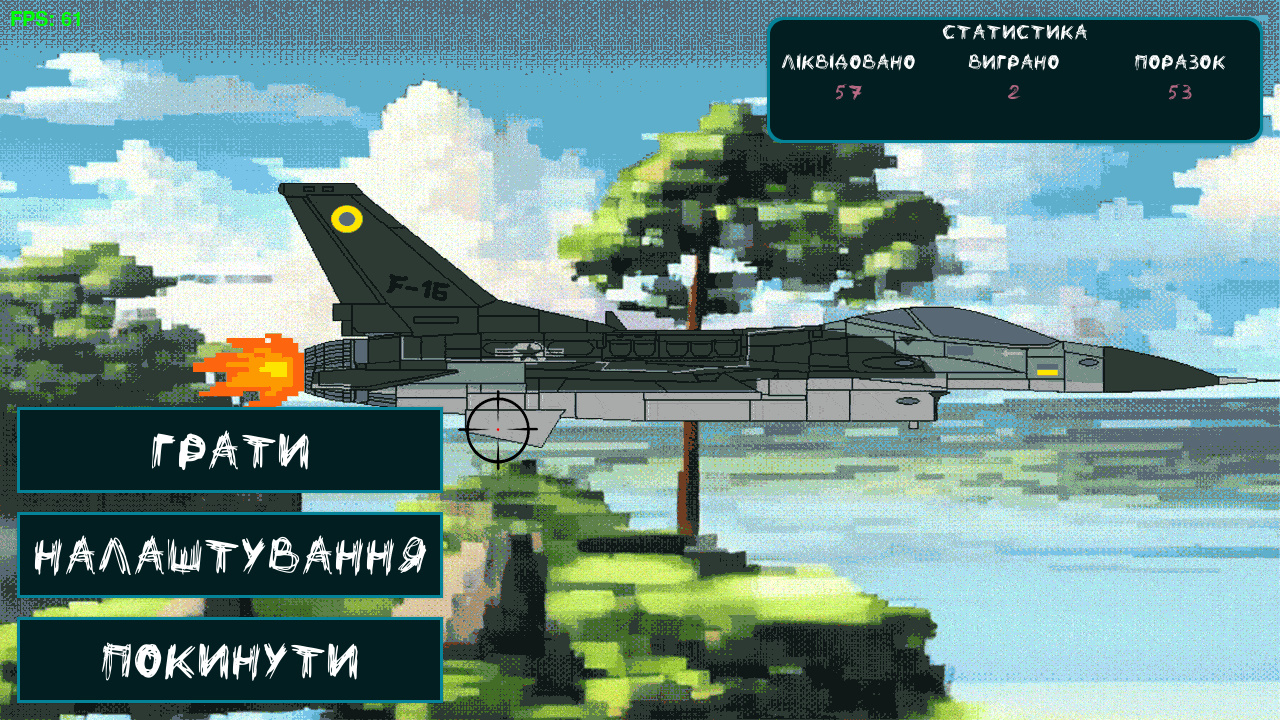 FPS: 61
СТАТИСТИКА
ЛІКВІДОВАНО ВИГРАНО ПОРАЗОК
57 2 53
F-16
ГРАТИ
НАЛАШТУВАННЯ
ПОКИНУТИ